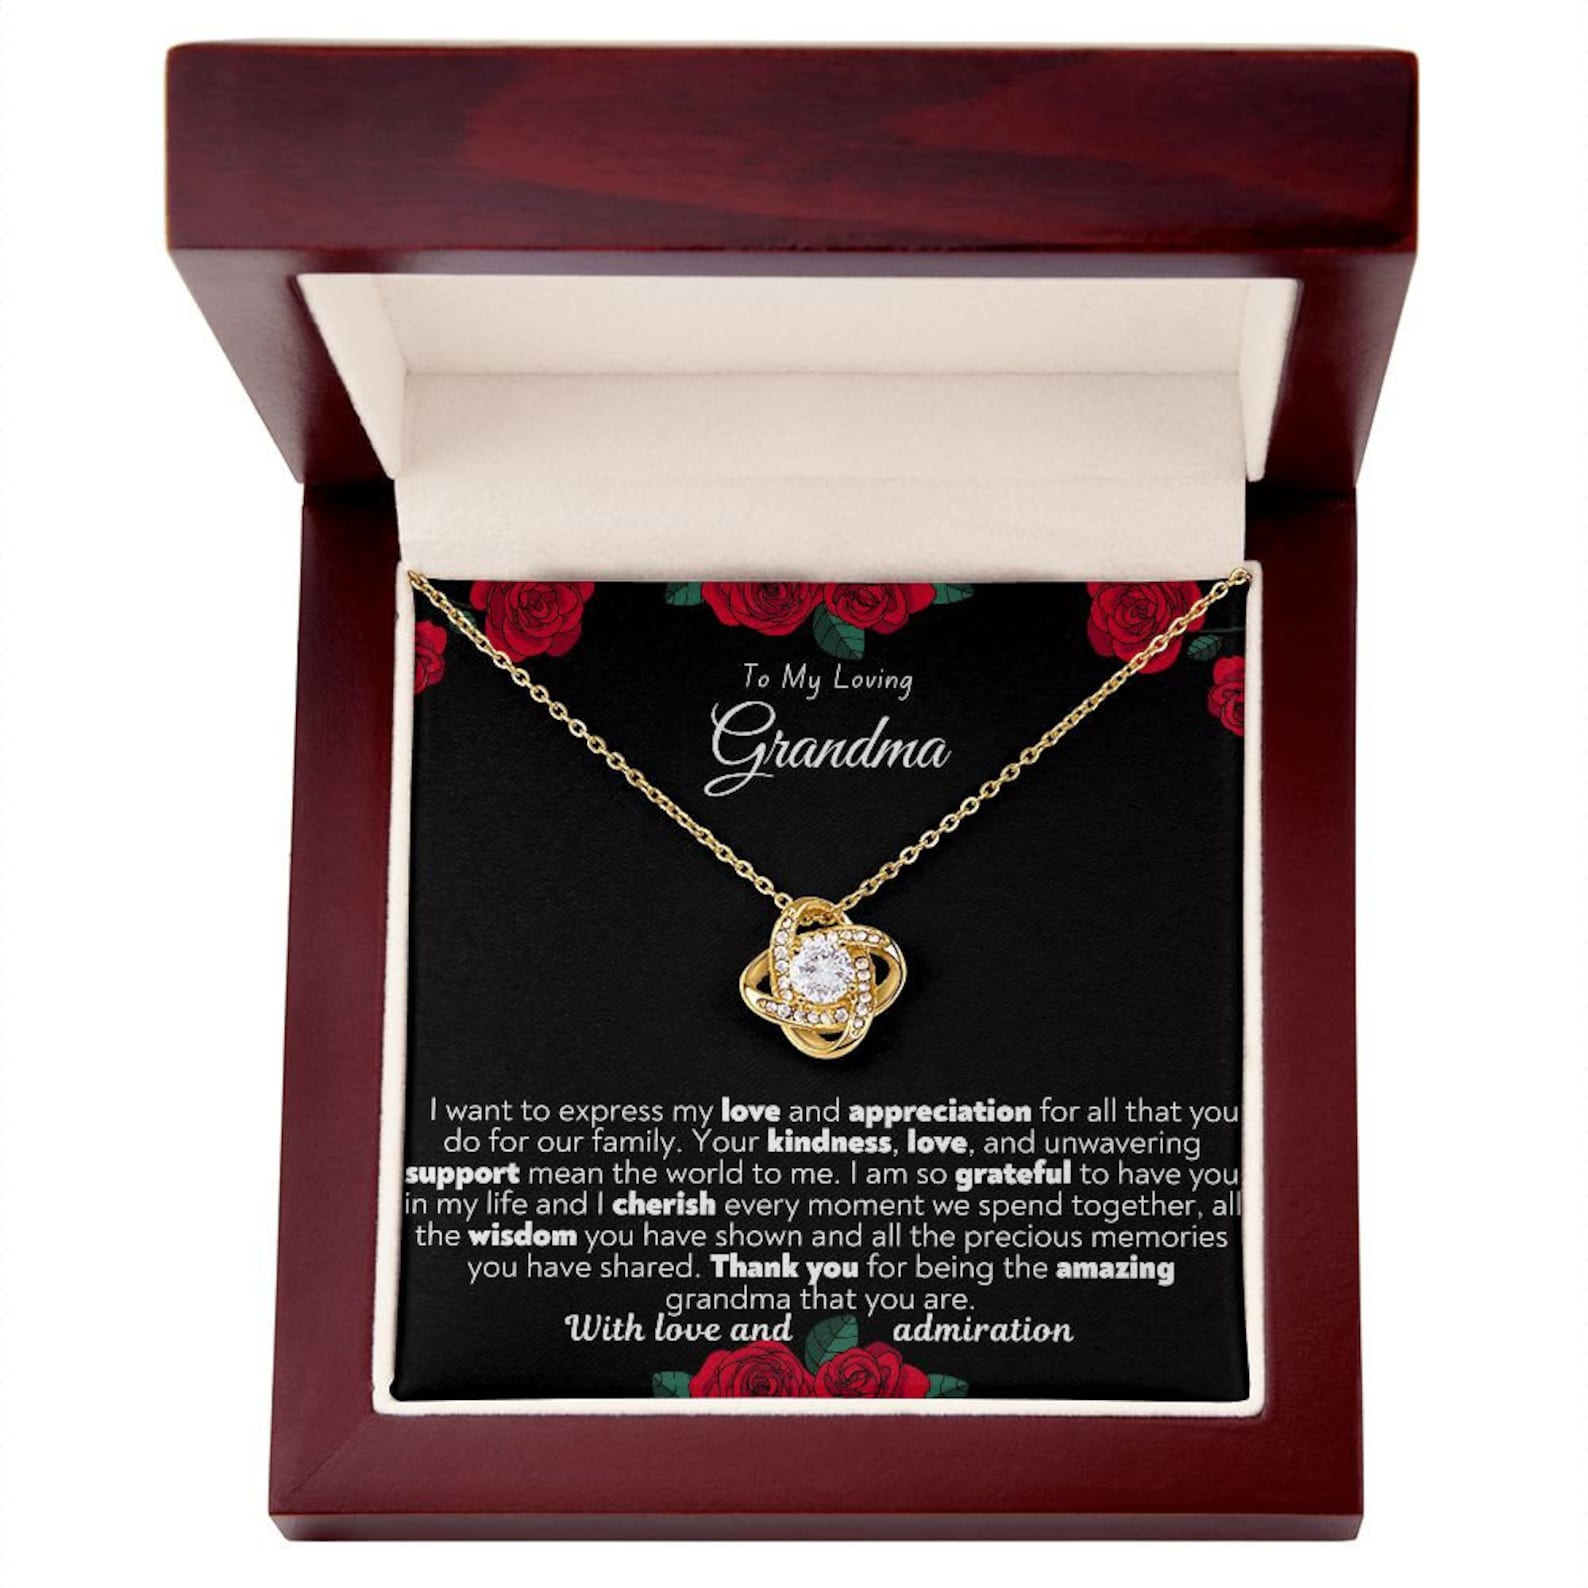 To My Loving
Grandma
I want to express my love and appreciation for all that you
do for our family. Your kindness, love, and unwavering
support mean the world to me. I am so grateful to have you
in my life and I cherish every moment we spend together, all
the wisdom you have shown and all the precious memories
you have shared. Thank you for being the amazing
grandma that you are.
With love and admiration